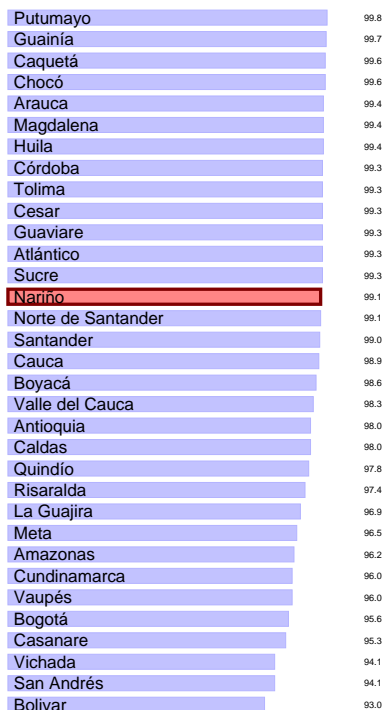 Putumayo 99.8
Guainía 99.7
Caquetá 99.6
Chocó 99.6
Arauca 99.4
Magdalena 99.4
Huila 99.4
Córdoba 99.3
Tolima 99.3
Cesar 99.3
Guaviare 99.3
Atlántico 99.3
Sucre 99.3
Nariño 99.1
Norte de Santander 99.1
Santander 99.0
Cauca 98.9
Boyacá 98.6
Valle del Cauca 98.3
Antioquia 98.0
Caldas 98.0
Quindío 97.8
Risaralda 97.4
La Guajira 96.9
Meta 96.5
Amazonas 96.2
Cundinamarca 96.0
Vaupés 96.0
Bogotá 95.6
Casanare 95.3
Vichada 94.1
San Andrés 94.1
Bolivar 93.0